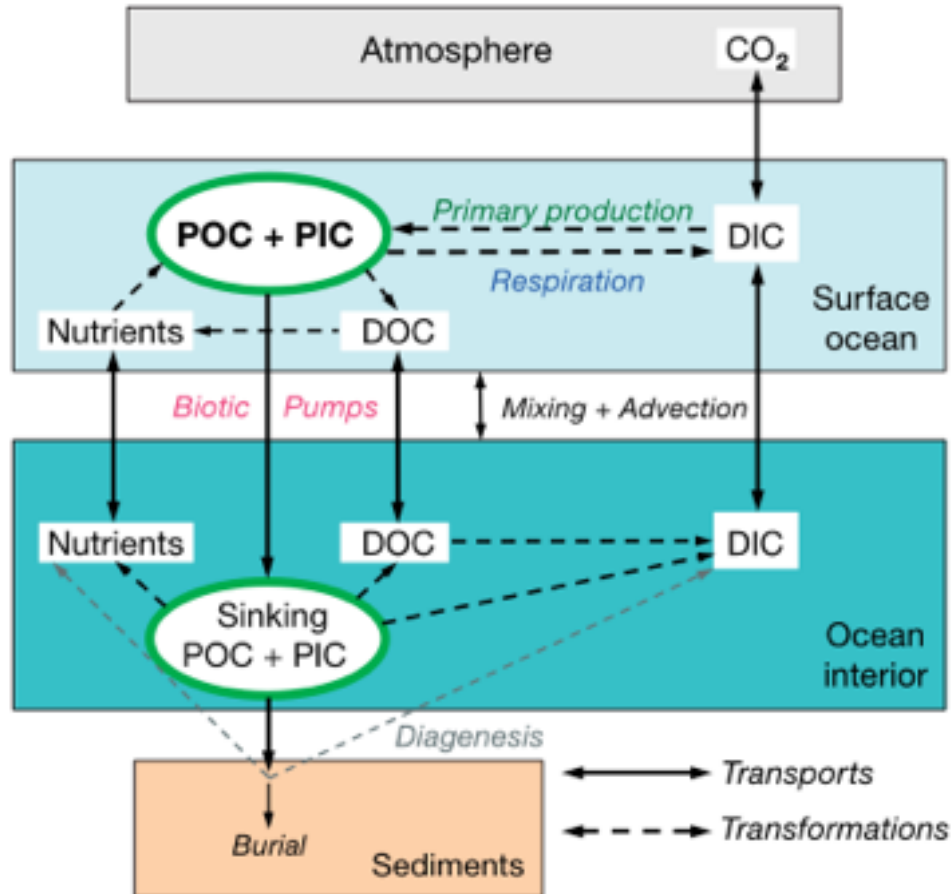 Atmosphere
CO₂
Primary production
POC + PIC
DIC
Respiration
Surface
ocean
Nutrients
DOC
Biotic Pumps
Mixing + Advection
Nutrients
DOC
DIC
Sinking
POC + PIC
Ocean
interior
Diagenesis
Transports
Transformations
Burial
Sediments